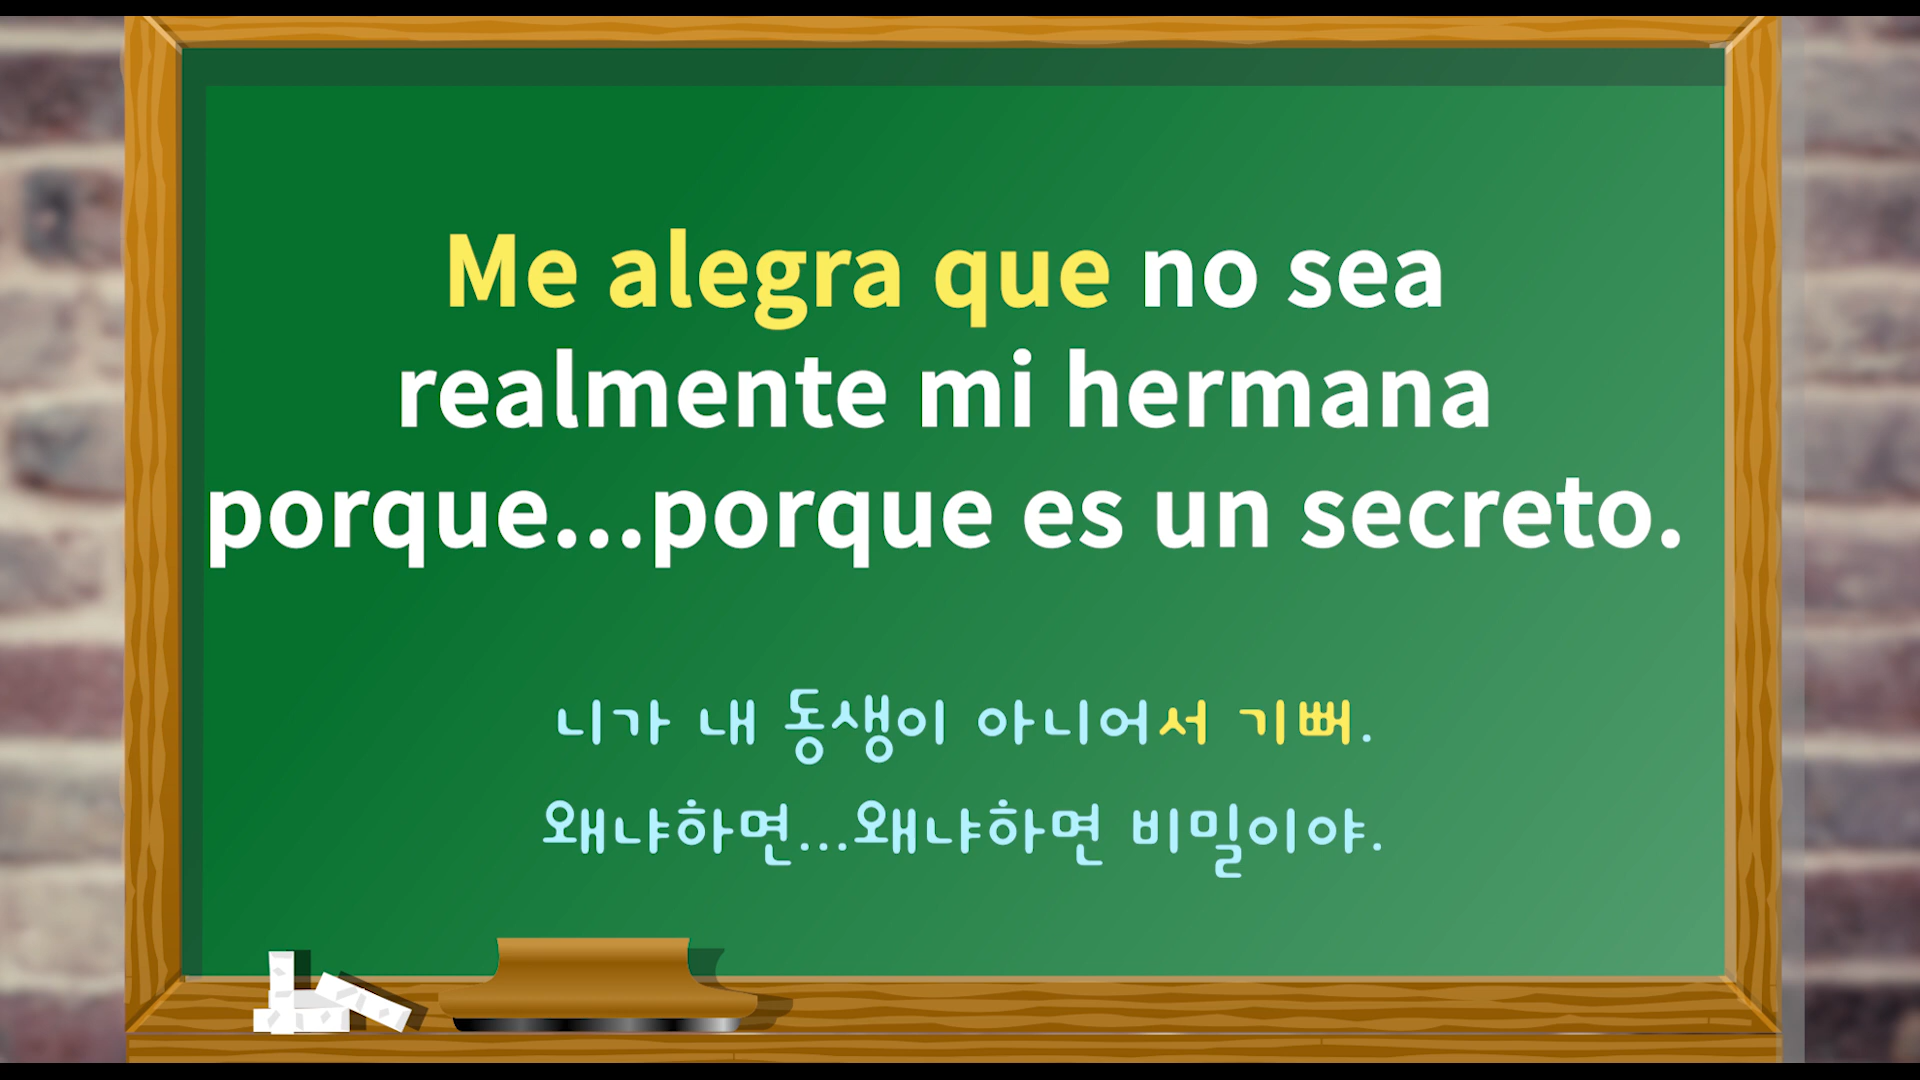 Me alegra que no sea
realmente mi hermana
porque...porque es un secreto.
니가 내 동생이 아니어서 기뻐.
왜냐하면...왜냐하면 비밀이야.